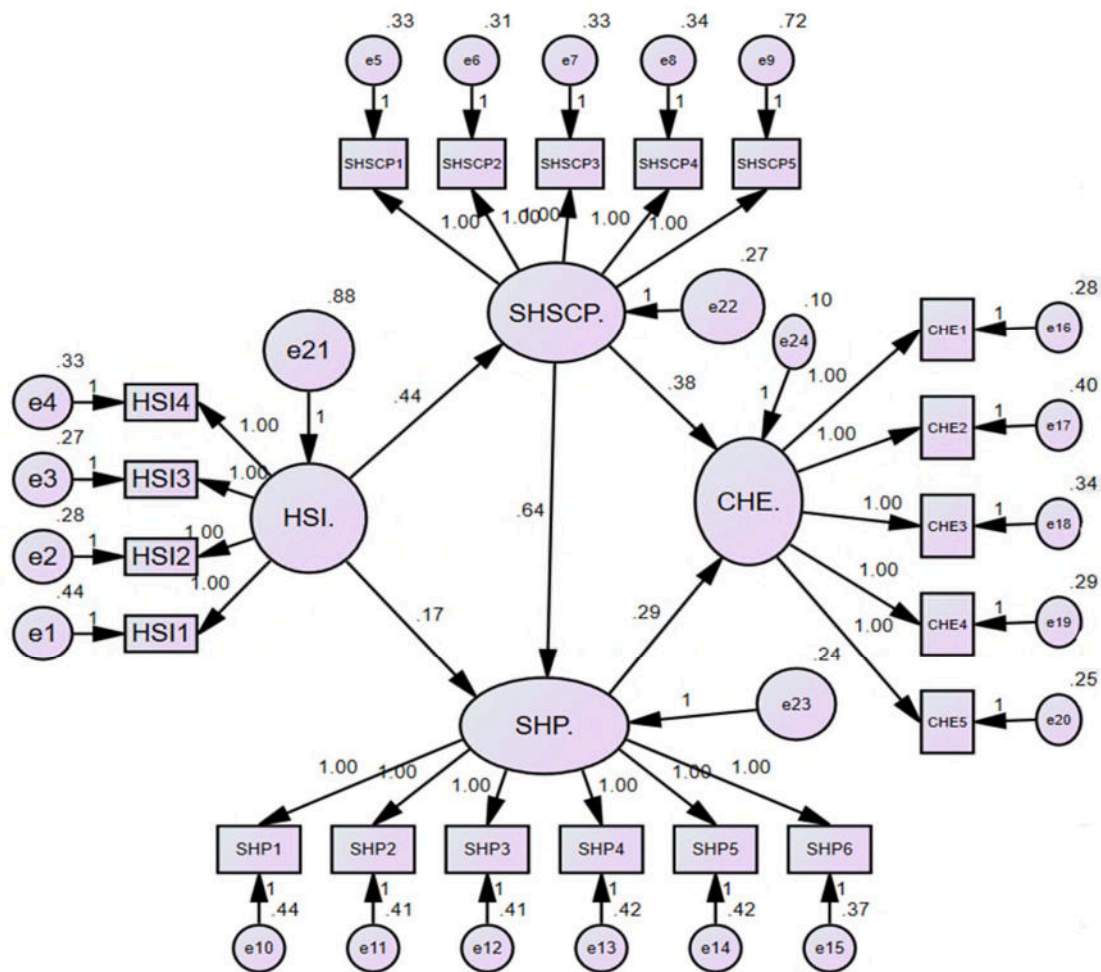 .33 .31 .33 .34 .72
e5 e6 e7 e8 e9
1 1 1 1 1
SHSCP1 SHSCP2 SHSCP3 SHSCP4 SHSCP5
1.00 1.00 1.00 1.00 1.00
.27
SHSCP. 1 e22
.88 .10 .28
e21 e24 CHE1 1 e16
.33 1 .44 .38 1 1.00
e4 1 HSI4 1.00 .40
.27 1.00 CHE2 1 e17
e3 1 HSI3 1.00 .34
.28 HSI. .64 CHE. 1.00 CHE3 1 e18
e2 1 HSI2 1.00 .29
.44 1.00 1.00 CHE4 1 e19
e1 1 HSI1 .17 .29 1.00
.24 .25
SHP. 1 e23 CHE5 1 e20
1.00 1.00 1.00 1.00 1.00 1.00
SHP1 SHP2 SHP3 SHP4 SHP5 SHP6
1 1 1 1 1 1
.44 .41 .41 .42 .42 .37
e10 e11 e12 e13 e14 e15